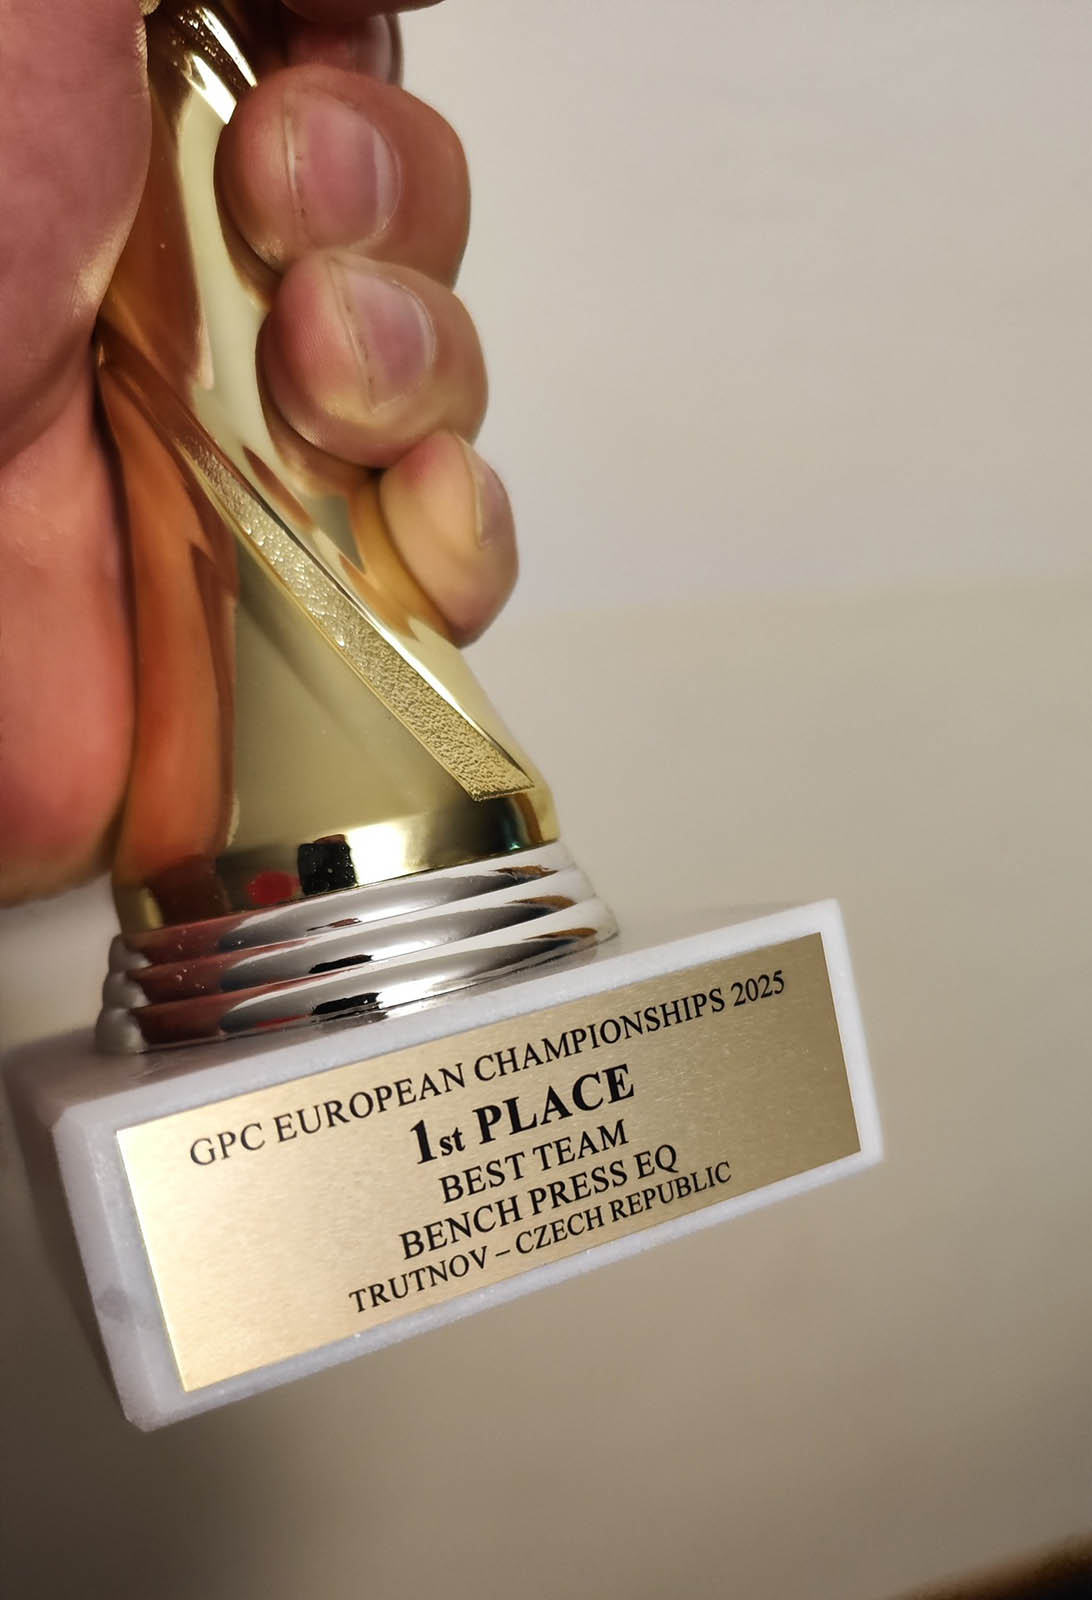 GPC EUROPEAN CHAMPIONSHIPS 2025
1st PLACE
BEST TEAM
BENCH PRESS EQ
TRUTNOV – CZECH REPUBLIC